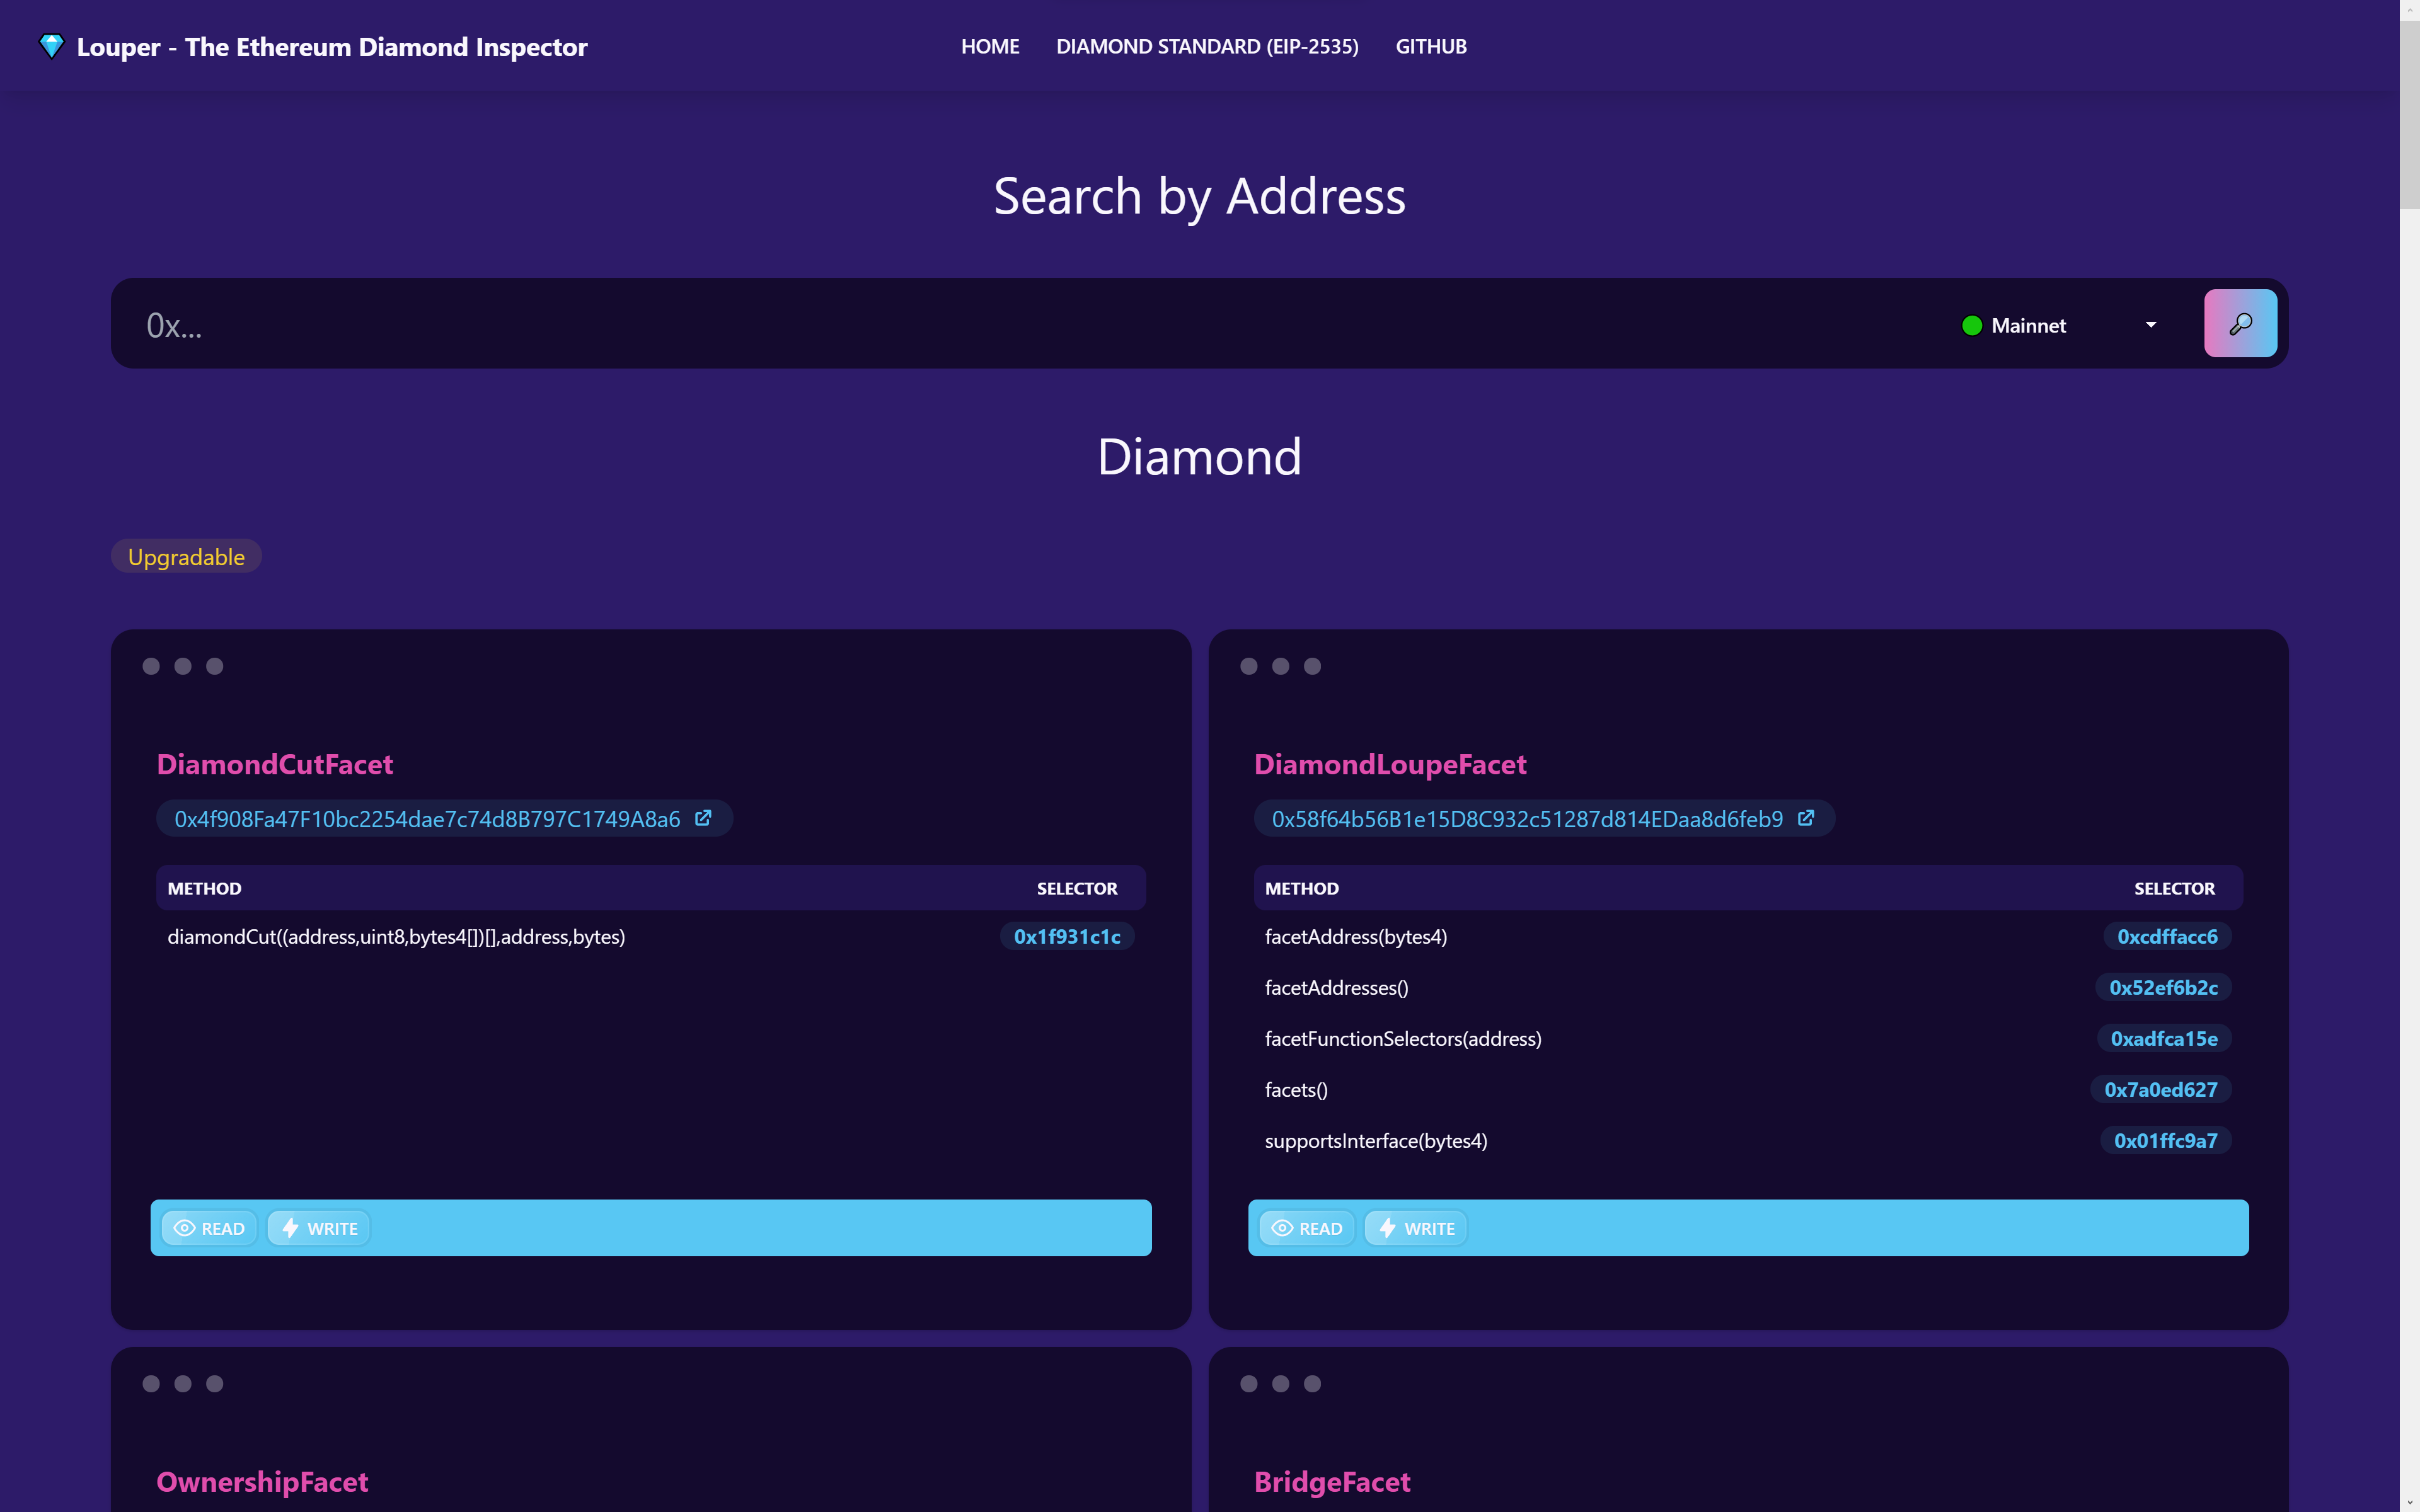 Louper - The Ethereum Diamond Inspector
HOME DIAMOND STANDARD (EIP-2535) GITHUB
Search by Address
0x... Mainnet
Diamond
Upgradable
DiamondCutFacet
0x4f908Fa47F10bc2254dae7c74d8B797C1749A8a6
METHOD SELECTOR
diamondCut((address,uint8,bytes4[])[],address,bytes) 0x1f931c1c
READ WRITE
DiamondLoupeFacet
0x58f64b56B1e15D8C932c51287d814EDaa8d6feb9
METHOD SELECTOR
facetAddress(bytes4) 0xcdffacc6
facetAddresses() 0x52ef6b2c
facetFunctionSelectors(address) 0xadfca15e
facets() 0x7a0ed627
supportsInterface(bytes4) 0x01ffc9a7
READ WRITE
OwnershipFacet
BridgeFacet